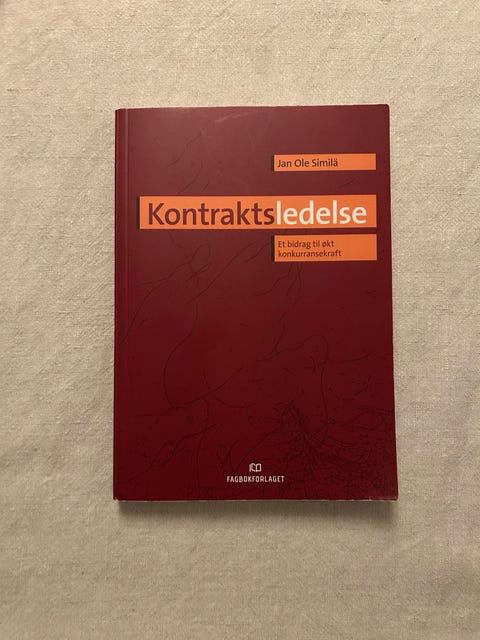 Jan Ole Similä
Kontraktsledelse
Et bidrag til økt
konkurransekraft
FAGBOKFORLAGET